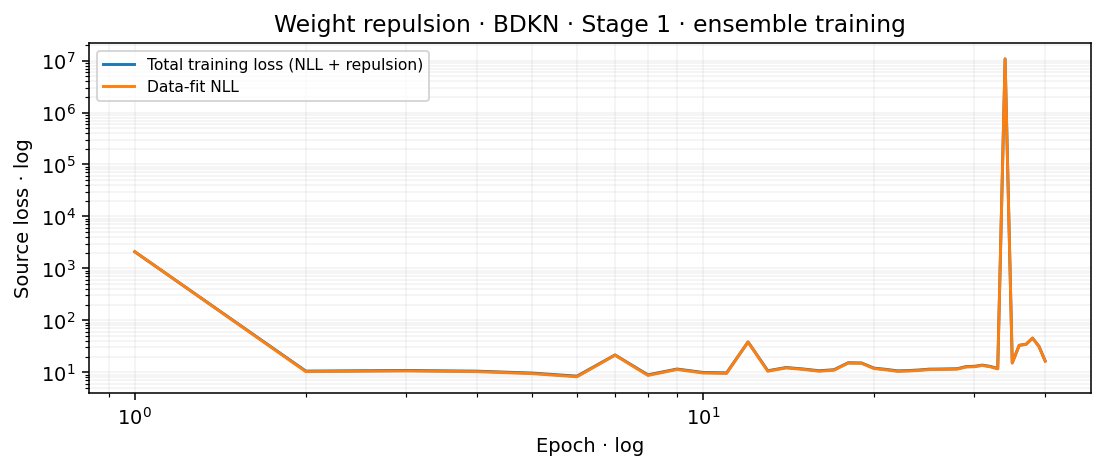 Weight repulsion · BDKN · Stage 1 · ensemble training
Total training loss (NLL + repulsion)
Data-fit NLL
Source loss · log
10⁷
10⁶
10⁵
10⁴
10³
10²
10¹
10⁰ 10¹
Epoch · log